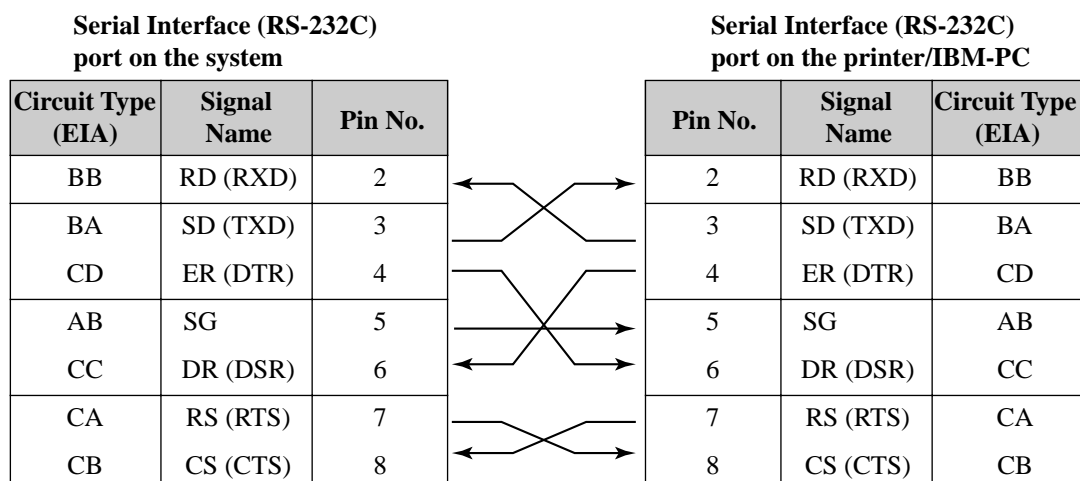 Serial Interface (RS-232C)
port on the system
Serial Interface (RS-232C)
port on the printer/IBM-PC
Circuit Type (EIA) Signal Name Pin No. Pin No. Signal Name Circuit Type (EIA)
BB RD (RXD) 2 2 RD (RXD) BB
BA SD (TXD) 3 3 SD (TXD) BA
CD ER (DTR) 4 4 ER (DTR) CD
AB SG 5 5 SG AB
CC DR (DSR) 6 6 DR (DSR) CC
CA RS (RTS) 7 7 RS (RTS) CA
CB CS (CTS) 8 8 CS (CTS) CB